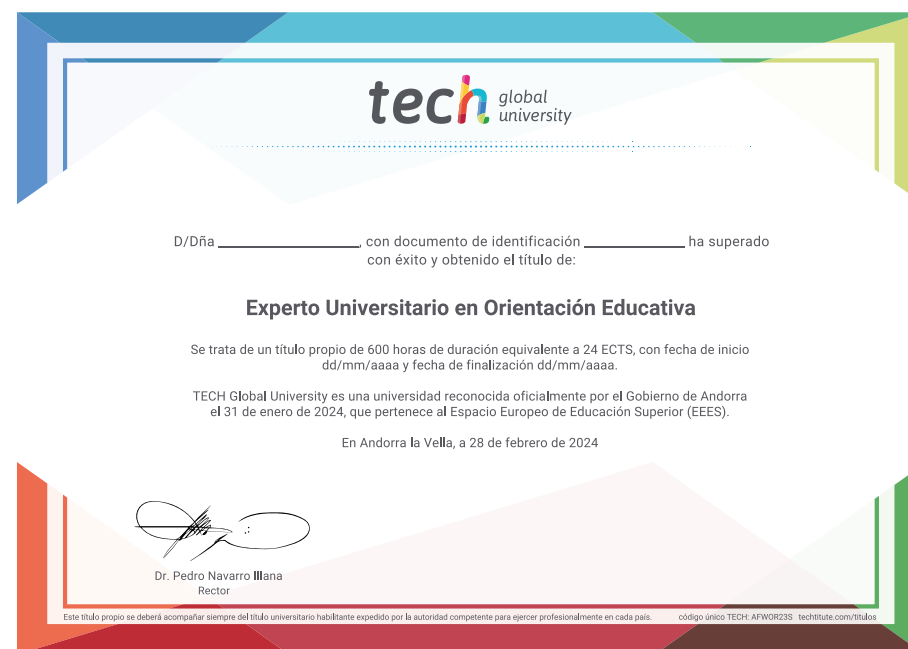 tech global university
D/Dña ____________, con documento de identificación ____________ ha superado
con éxito y obtenido el título de:
Experto Universitario en Orientación Educativa
Se trata de un título propio de 600 horas de duración equivalente a 24 ECTS, con fecha de inicio
dd/mm/aaaa y fecha de finalización dd/mm/aaaa.
TECH Global University es una universidad reconocida oficialmente por el Gobierno de Andorra
el 31 de enero de 2024, que pertenece al Espacio Europeo de Educación Superior (EEES).
En Andorra la Vella, a 28 de febrero de 2024
Dr. Pedro Navarro Illana
Rector
Este título propio se deberá acompañar siempre del título universitario habilitante expedido por la autoridad competente para ejercer profesionalmente en cada país. código único TECH: AFWOR23S techtitute.com/titulos